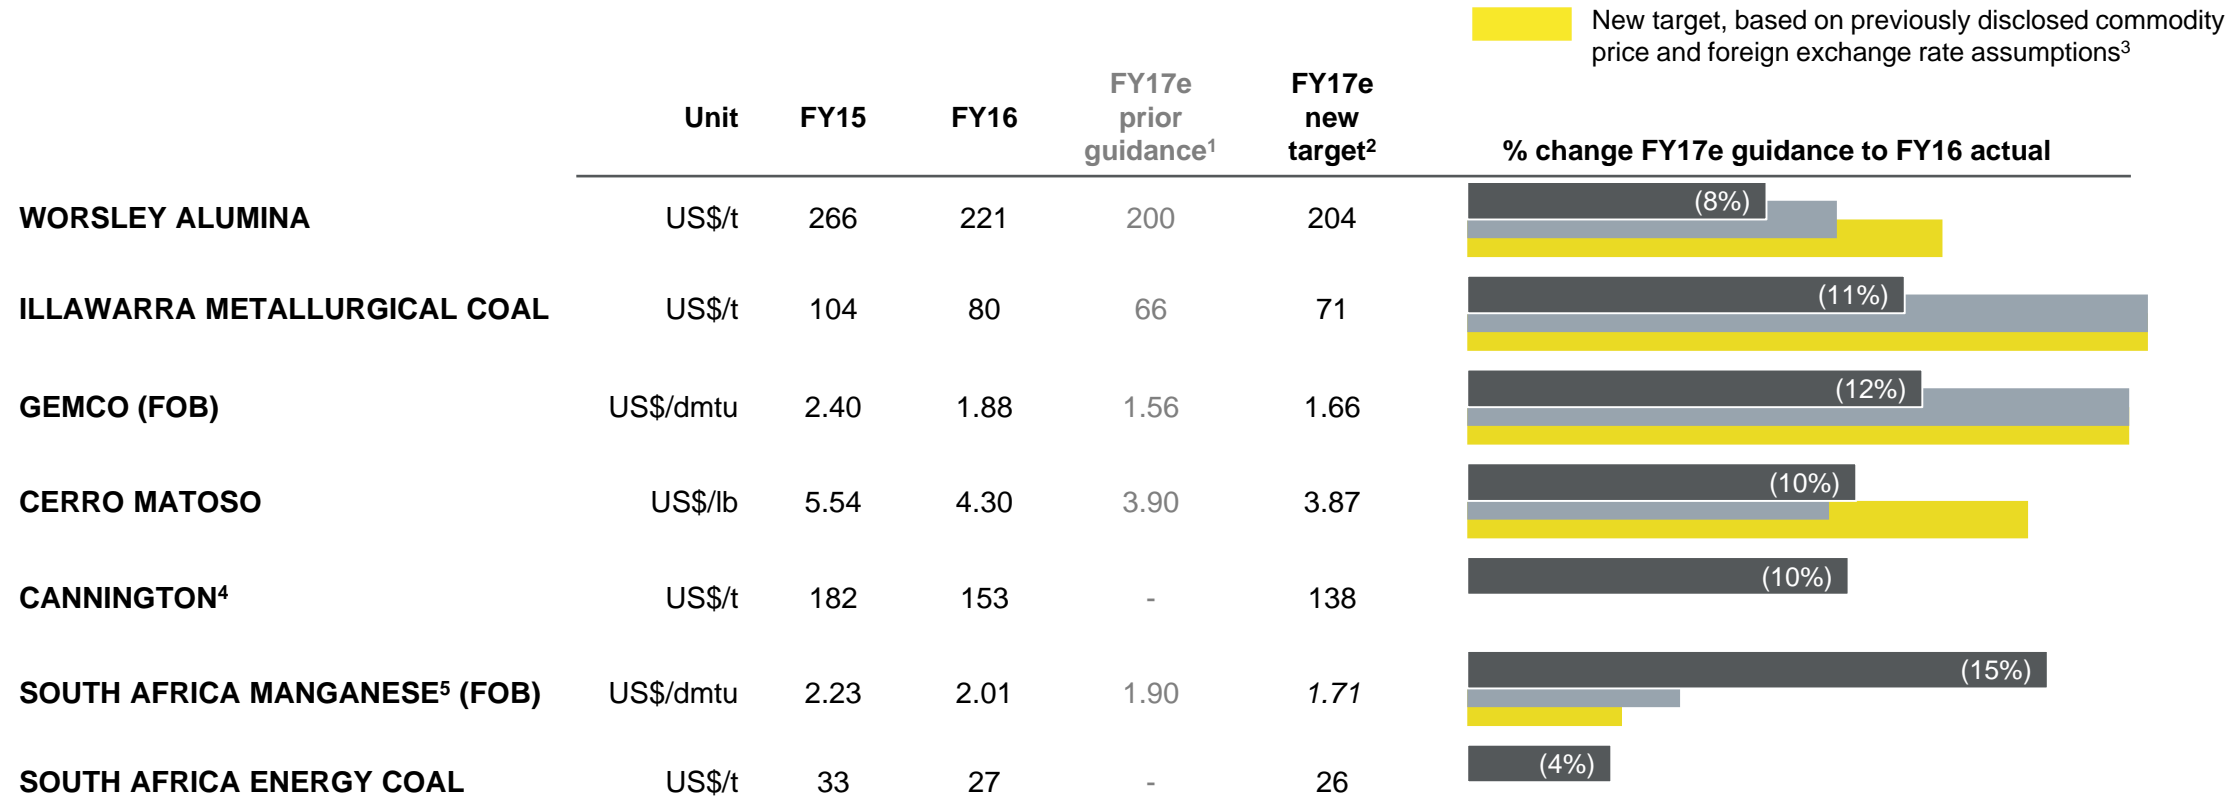 New target, based on previously disclosed commodity
price and foreign exchange rate assumptions³
Unit FY15 FY16 FY17e prior guidance¹ FY17e new target² % change FY17e guidance to FY16 actual
WORSLEY ALUMINA US$/t 266 221 200 204 (8%)
ILLAWARRA METALLURGICAL COAL US$/t 104 80 66 71 (11%)
GEMCO (FOB) US$/dmtu 2.40 1.88 1.56 1.66 (12%)
CERRO MATOSO US$/lb 5.54 4.30 3.90 3.87 (10%)
CANNINGTON⁴ US$/t 182 153 - 138 (10%)
SOUTH AFRICA MANGANESE⁵ (FOB) US$/dmtu 2.23 2.01 1.90 1.71 (15%)
SOUTH AFRICA ENERGY COAL US$/t 33 27 - 26 (4%)